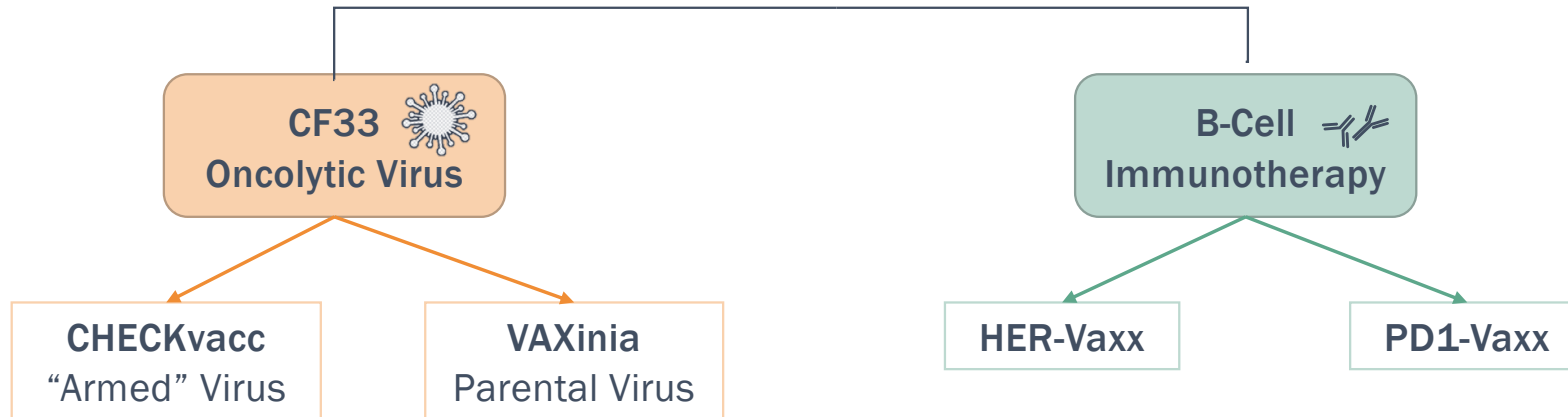 CF33
Oncolytic Virus
B-Cell
Immunotherapy
CHECKvacc
“Armed” Virus
VAXinia
Parental Virus
HER-Vaxx
PD1-Vaxx